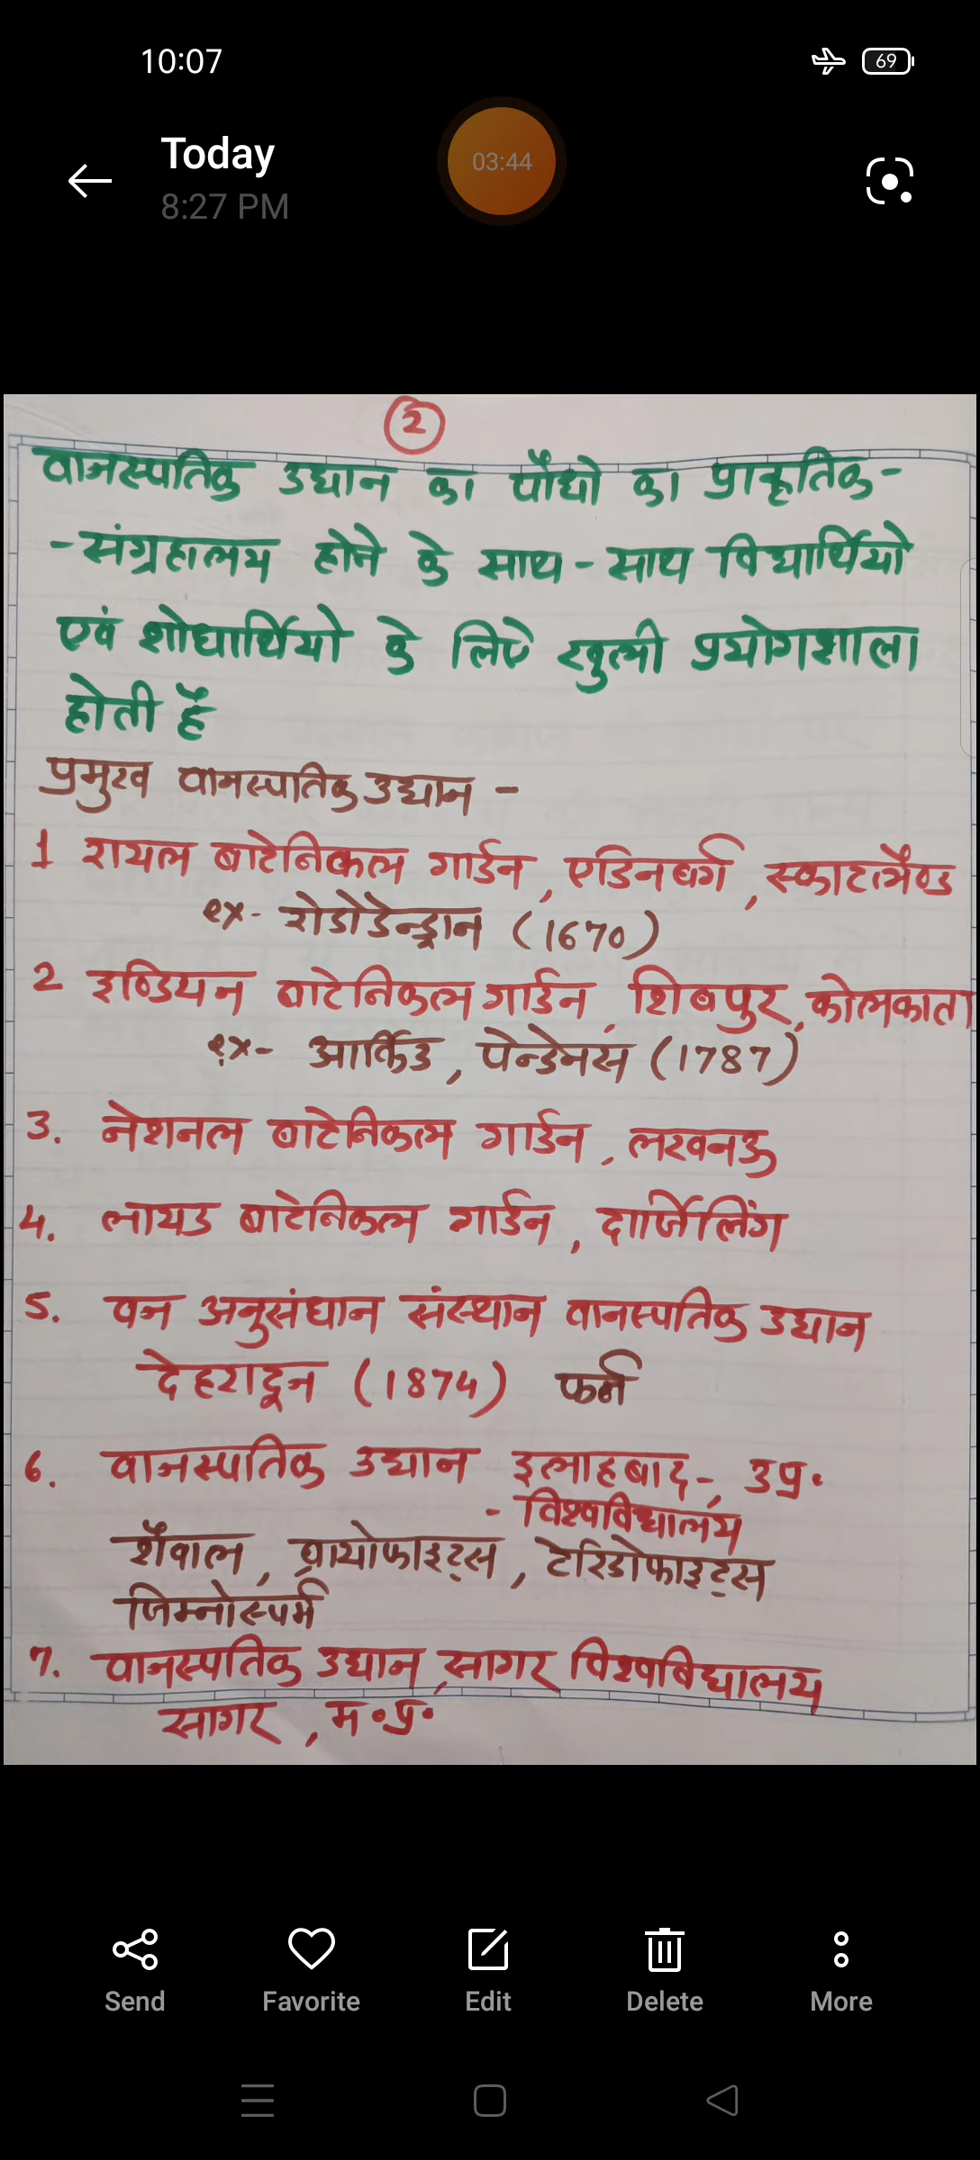 10:07
69
Today
03:44
8:27 PM
2
वानस्पतिक उद्यान का पौधो का प्राकृतिक-
-संग्रहालय होने के साथ-साथ विद्यार्थियो
एवं शोधार्थियो के लिए खुली प्रयोगशाला
होती हैं
प्रमुख वानस्पतिक उद्यान -
1 रायल बाटेनिकल गार्डन, एडिनबर्ग, स्काटलैण्ड
ex- रोडोडेन्ड्रान (1670)
2 इण्डियन बाटेनिकल गार्डन, शिबपुर, कोलकाता
ex- आर्किड, पेन्डेनस (1787)
3. नेशनल बाटेनिकल गार्डन, लखनऊ
4. लायड बाटेनिकल गार्डन, दार्जिलिंग
5. वन अनुसंधान संस्थान वानस्पतिक उद्यान
देहरादून (1874) फर्न
6. वानस्पतिक उद्यान इलाहबाद-, उप्र.
- विश्वविद्यालय
शैवाल, ब्रायोफाइट्स, टेरिडोफाइट्स
जिम्नोस्पर्म
7. वानस्पतिक उद्यान, सागर विश्वविद्यालय
सागर, म.प्र.
Send Favorite Edit Delete More